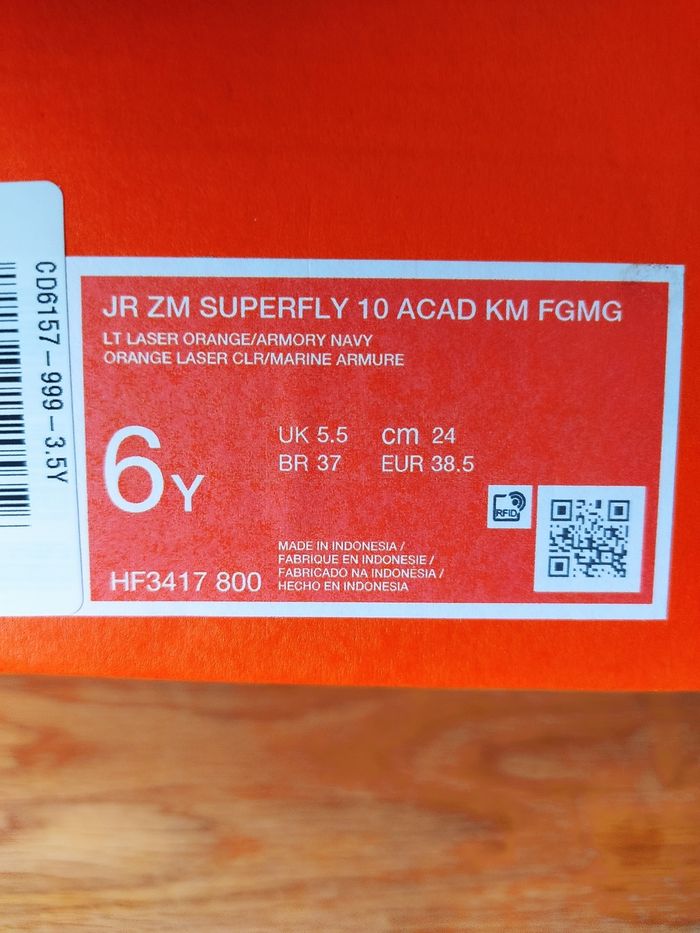 CD6157-999-3.5Y
JR ZM SUPERFLY 10 ACAD KM FGMG
LT LASER ORANGE/ARMORY NAVY
ORANGE LASER CLR/MARINE ARMURE
6Y
UK 5.5 cm 24
BR 37 EUR 38.5
RFID
MADE IN INDONESIA /
FABRIQUE EN INDONESIE /
FABRICADO NA INDONÉSIA /
HECHO EN INDONESIA
HF3417 800